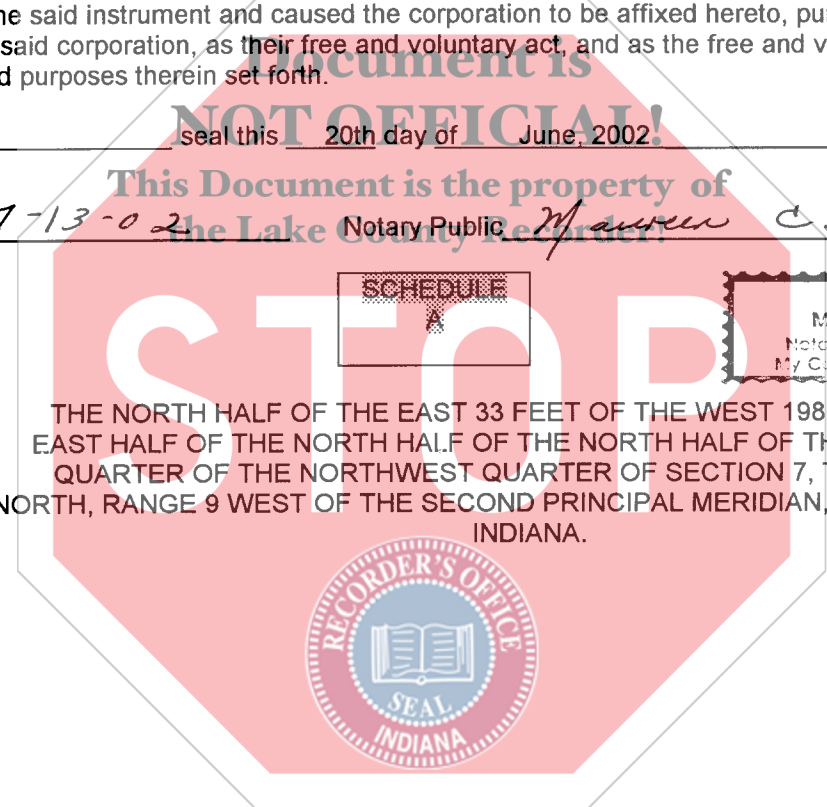 he said instrument and caused the corporation to be affixed hereto, pu
said corporation, as their free and voluntary act, and as the free and v
d purposes therein set forth.
Document is
NOT OFFICIAL!
seal this 20th day of June, 2002
This Document is the property of
the Lake County Recorder!
-13-02 Notary Public Maureen C.
SCHEDULE
A
M
My C
THE NORTH HALF OF THE EAST 33 FEET OF THE WEST 198
EAST HALF OF THE NORTH HALF OF THE NORTH HALF OF TH
QUARTER OF THE NORTHWEST QUARTER OF SECTION 7, T
NORTH, RANGE 9 WEST OF THE SECOND PRINCIPAL MERIDIAN,
INDIANA.
STOP
RECORDER'S OFFICE
SEAL
INDIANA